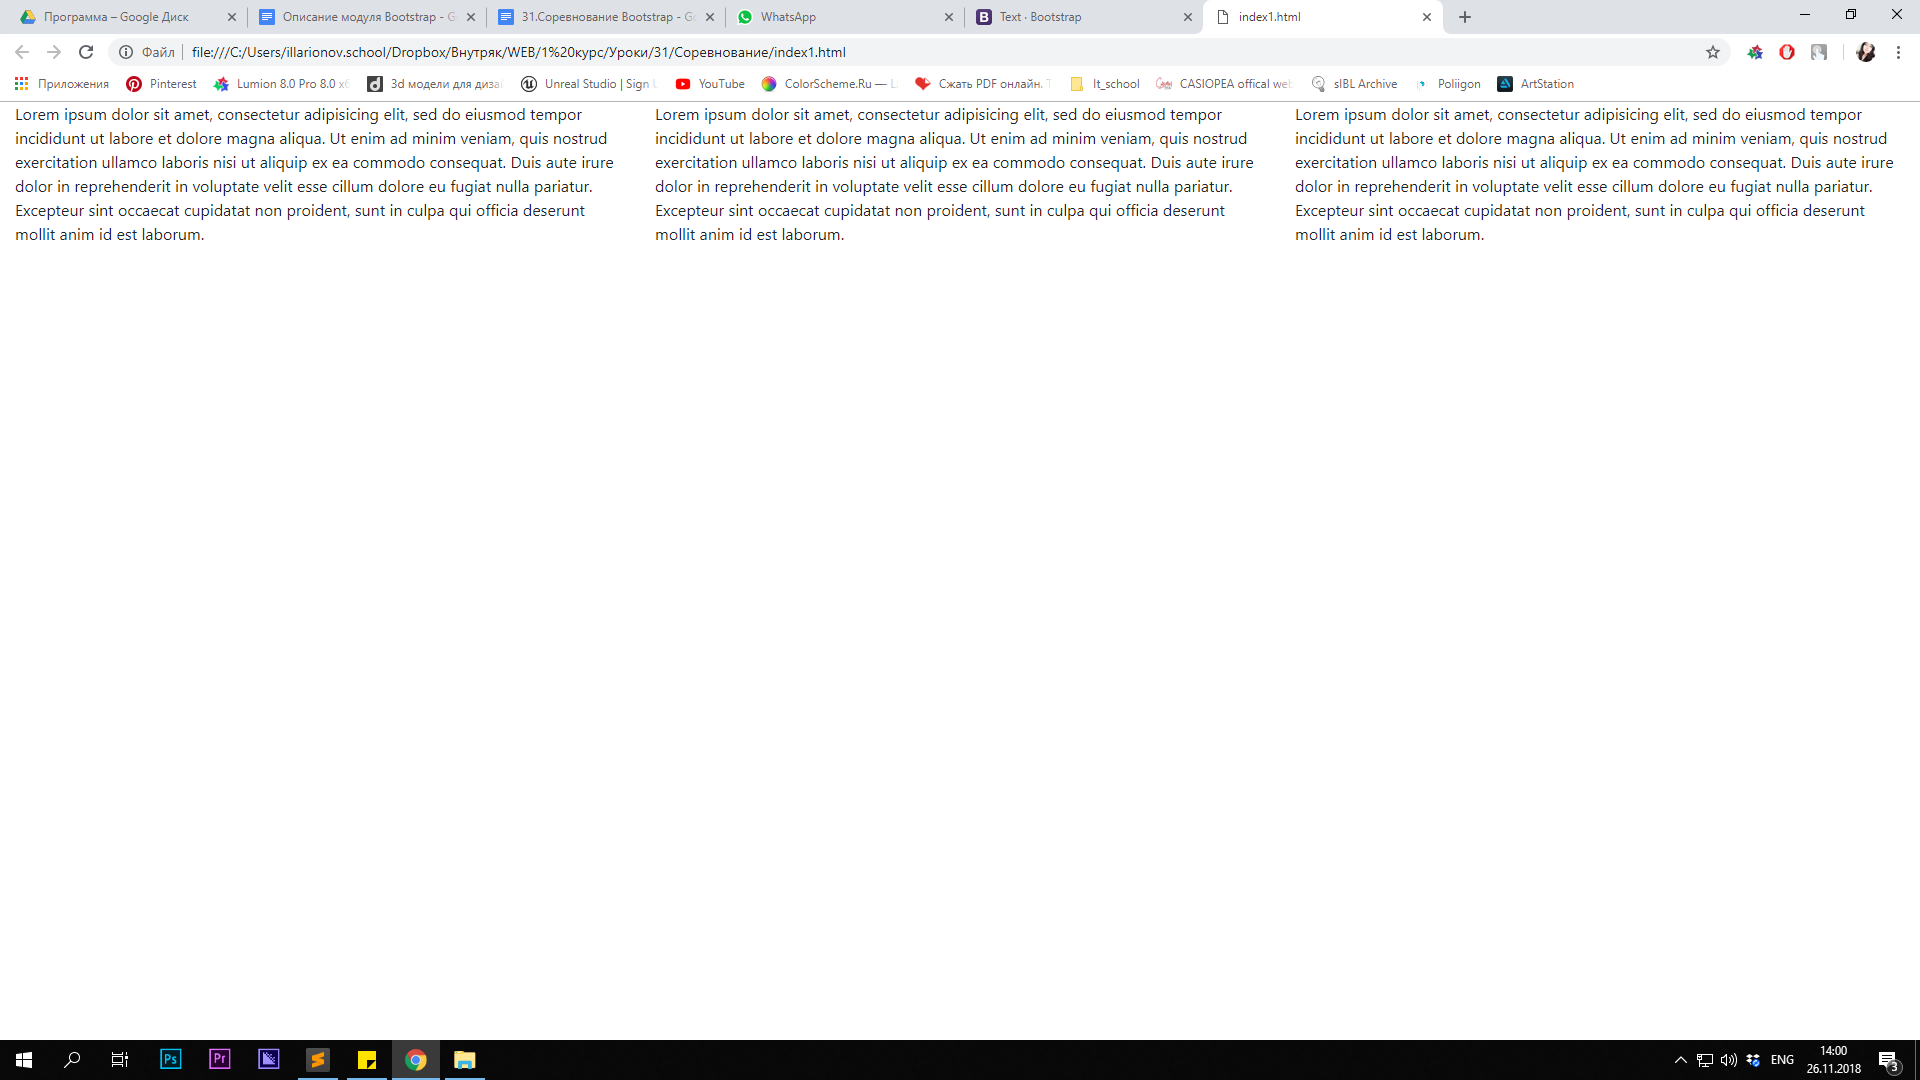 Программа – Google Диск
Описание модуля Bootstrap - G
31.Соревнование Bootstrap - Go
WhatsApp
Text · Bootstrap
index1.html
Файл
file:///C:/Users/illarionov.school/Dropbox/Внутряк/WEB/1%20курс/Уроки/31/Соревнование/index1.html
Приложения
Pinterest
Lumion 8.0 Pro 8.0 x6
3d модели для диза
Unreal Studio | Sign U
YouTube
ColorScheme.Ru — L
Сжать PDF онлайн. Т
It_school
CASIOPEA offical web
sIBL Archive
Poliigon
ArtStation
Lorem ipsum dolor sit amet, consectetur adipisicing elit, sed do eiusmod tempor
incididunt ut labore et dolore magna aliqua. Ut enim ad minim veniam, quis nostrud
exercitation ullamco laboris nisi ut aliquip ex ea commodo consequat. Duis aute irure
dolor in reprehenderit in voluptate velit esse cillum dolore eu fugiat nulla pariatur.
Excepteur sint occaecat cupidatat non proident, sunt in culpa qui officia deserunt
mollit anim id est laborum.
Lorem ipsum dolor sit amet, consectetur adipisicing elit, sed do eiusmod tempor
incididunt ut labore et dolore magna aliqua. Ut enim ad minim veniam, quis nostrud
exercitation ullamco laboris nisi ut aliquip ex ea commodo consequat. Duis aute irure
dolor in reprehenderit in voluptate velit esse cillum dolore eu fugiat nulla pariatur.
Excepteur sint occaecat cupidatat non proident, sunt in culpa qui officia deserunt
mollit anim id est laborum.
Lorem ipsum dolor sit amet, consectetur adipisicing elit, sed do eiusmod tempor
incididunt ut labore et dolore magna aliqua. Ut enim ad minim veniam, quis nostrud
exercitation ullamco laboris nisi ut aliquip ex ea commodo consequat. Duis aute irure
dolor in reprehenderit in voluptate velit esse cillum dolore eu fugiat nulla pariatur.
Excepteur sint occaecat cupidatat non proident, sunt in culpa qui officia deserunt
mollit anim id est laborum.
Ps
Pr
ENG
14:00
26.11.2018
3